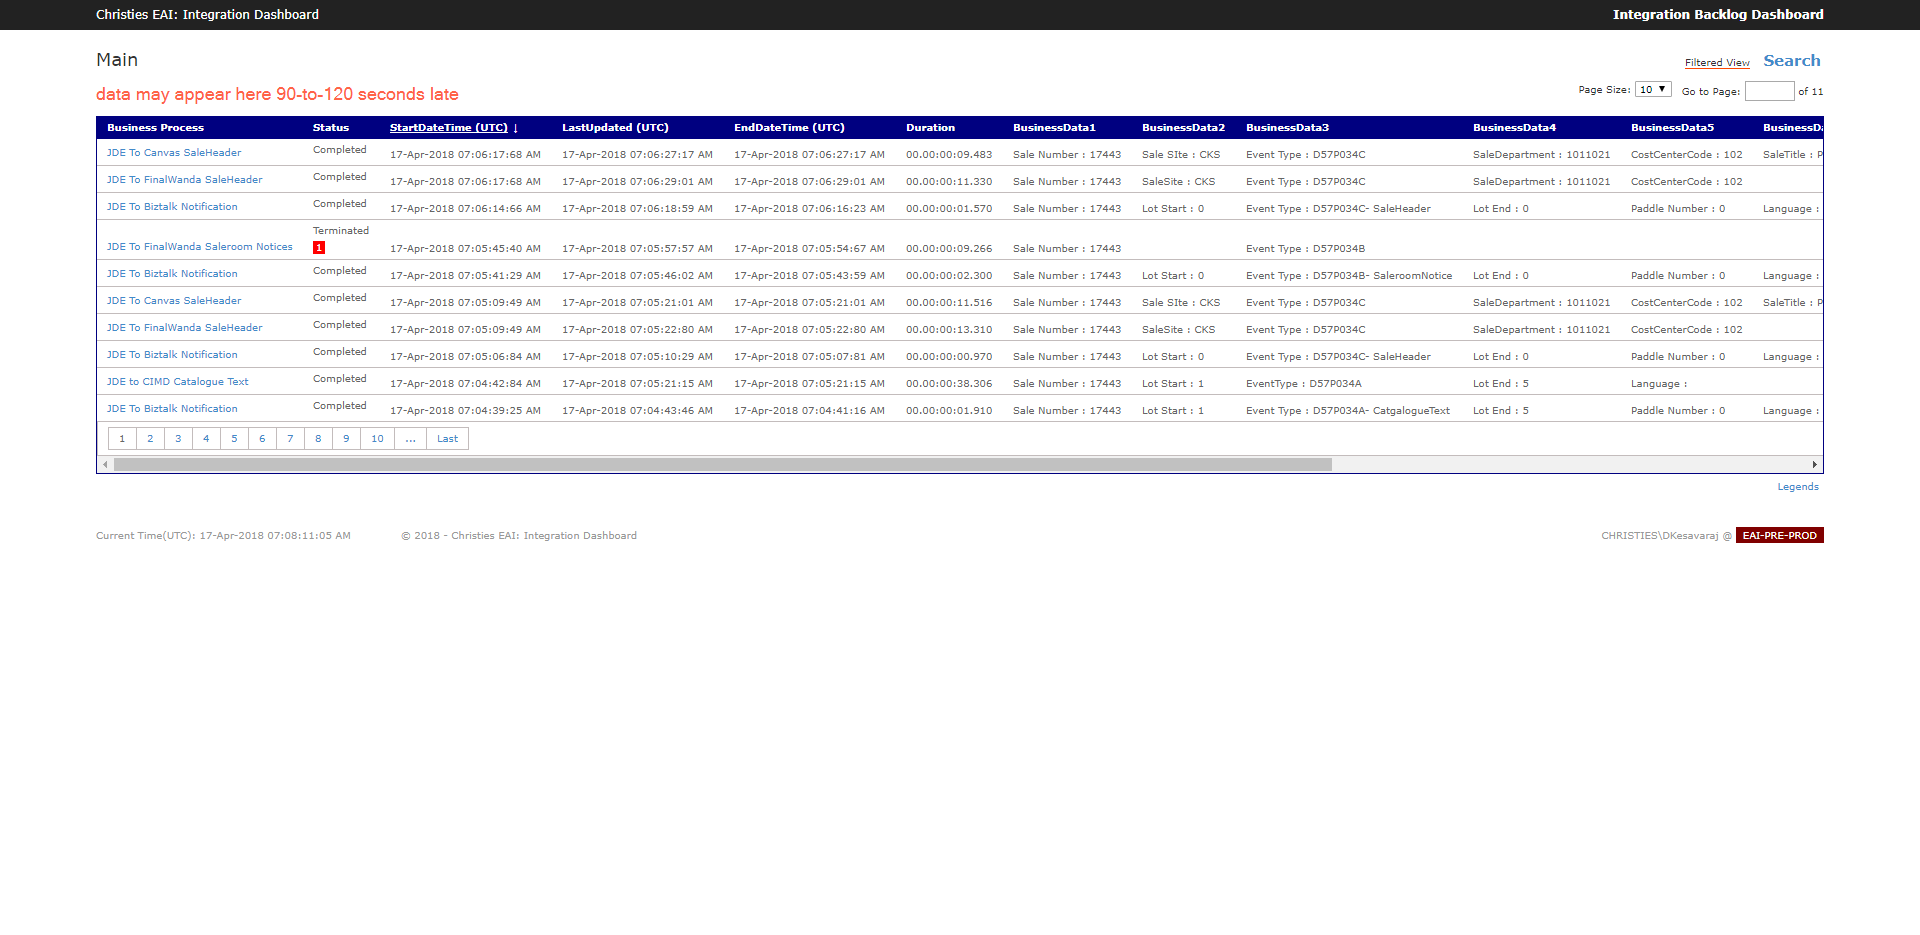 Christies EAI: Integration Dashboard Integration Backlog Dashboard
Main
Filtered View Search
data may appear here 90-to-120 seconds late
Page Size: 10 ▼ Go to Page: of 11
Business Process Status StartDateTime (UTC) ↓ LastUpdated (UTC) EndDateTime (UTC) Duration BusinessData1 BusinessData2 BusinessData3 BusinessData4 BusinessData5 BusinessDa
JDE To Canvas SaleHeader Completed 17-Apr-2018 07:06:17:68 AM 17-Apr-2018 07:06:27:17 AM 17-Apr-2018 07:06:27:17 AM 00.00:00:09.483 Sale Number : 17443 Sale SIte : CKS Event Type : D57P034C SaleDepartment : 1011021 CostCenterCode : 102 SaleTitle : P
JDE To FinalWanda SaleHeader Completed 17-Apr-2018 07:06:17:68 AM 17-Apr-2018 07:06:29:01 AM 17-Apr-2018 07:06:29:01 AM 00.00:00:11.330 Sale Number : 17443 SaleSite : CKS Event Type : D57P034C SaleDepartment : 1011021 CostCenterCode : 102
JDE To Biztalk Notification Completed 17-Apr-2018 07:06:14:66 AM 17-Apr-2018 07:06:18:59 AM 17-Apr-2018 07:06:16:23 AM 00.00:00:01.570 Sale Number : 17443 Lot Start : 0 Event Type : D57P034C- SaleHeader Lot End : 0 Paddle Number : 0 Language :
JDE To FinalWanda Saleroom Notices Terminated 1 17-Apr-2018 07:05:45:40 AM 17-Apr-2018 07:05:57:57 AM 17-Apr-2018 07:05:54:67 AM 00.00:00:09.266 Sale Number : 17443 Event Type : D57P034B
JDE To Biztalk Notification Completed 17-Apr-2018 07:05:41:29 AM 17-Apr-2018 07:05:46:02 AM 17-Apr-2018 07:05:43:59 AM 00.00:00:02.300 Sale Number : 17443 Lot Start : 0 Event Type : D57P034B- SaleroomNotice Lot End : 0 Paddle Number : 0 Language :
JDE To Canvas SaleHeader Completed 17-Apr-2018 07:05:09:49 AM 17-Apr-2018 07:05:21:01 AM 17-Apr-2018 07:05:21:01 AM 00.00:00:11.516 Sale Number : 17443 Sale SIte : CKS Event Type : D57P034C SaleDepartment : 1011021 CostCenterCode : 102 SaleTitle : P
JDE To FinalWanda SaleHeader Completed 17-Apr-2018 07:05:09:49 AM 17-Apr-2018 07:05:22:80 AM 17-Apr-2018 07:05:22:80 AM 00.00:00:13.310 Sale Number : 17443 SaleSite : CKS Event Type : D57P034C SaleDepartment : 1011021 CostCenterCode : 102
JDE To Biztalk Notification Completed 17-Apr-2018 07:05:06:84 AM 17-Apr-2018 07:05:10:29 AM 17-Apr-2018 07:05:07:81 AM 00.00:00:00.970 Sale Number : 17443 Lot Start : 0 Event Type : D57P034C- SaleHeader Lot End : 0 Paddle Number : 0 Language :
JDE to CIMD Catalogue Text Completed 17-Apr-2018 07:04:42:84 AM 17-Apr-2018 07:05:21:15 AM 17-Apr-2018 07:05:21:15 AM 00.00:00:38.306 Sale Number : 17443 Lot Start : 1 EventType : D57P034A Lot End : 5 Language :
JDE To Biztalk Notification Completed 17-Apr-2018 07:04:39:25 AM 17-Apr-2018 07:04:43:46 AM 17-Apr-2018 07:04:41:16 AM 00.00:00:01.910 Sale Number : 17443 Lot Start : 1 Event Type : D57P034A- CatgalogueText Lot End : 5 Paddle Number : 0 Language :
1 2 3 4 5 6 7 8 9 10 ... Last
Legends
Current Time(UTC): 17-Apr-2018 07:08:11:05 AM © 2018 - Christies EAI: Integration Dashboard CHRISTIES\DKesavaraj @ EAI-PRE-PROD